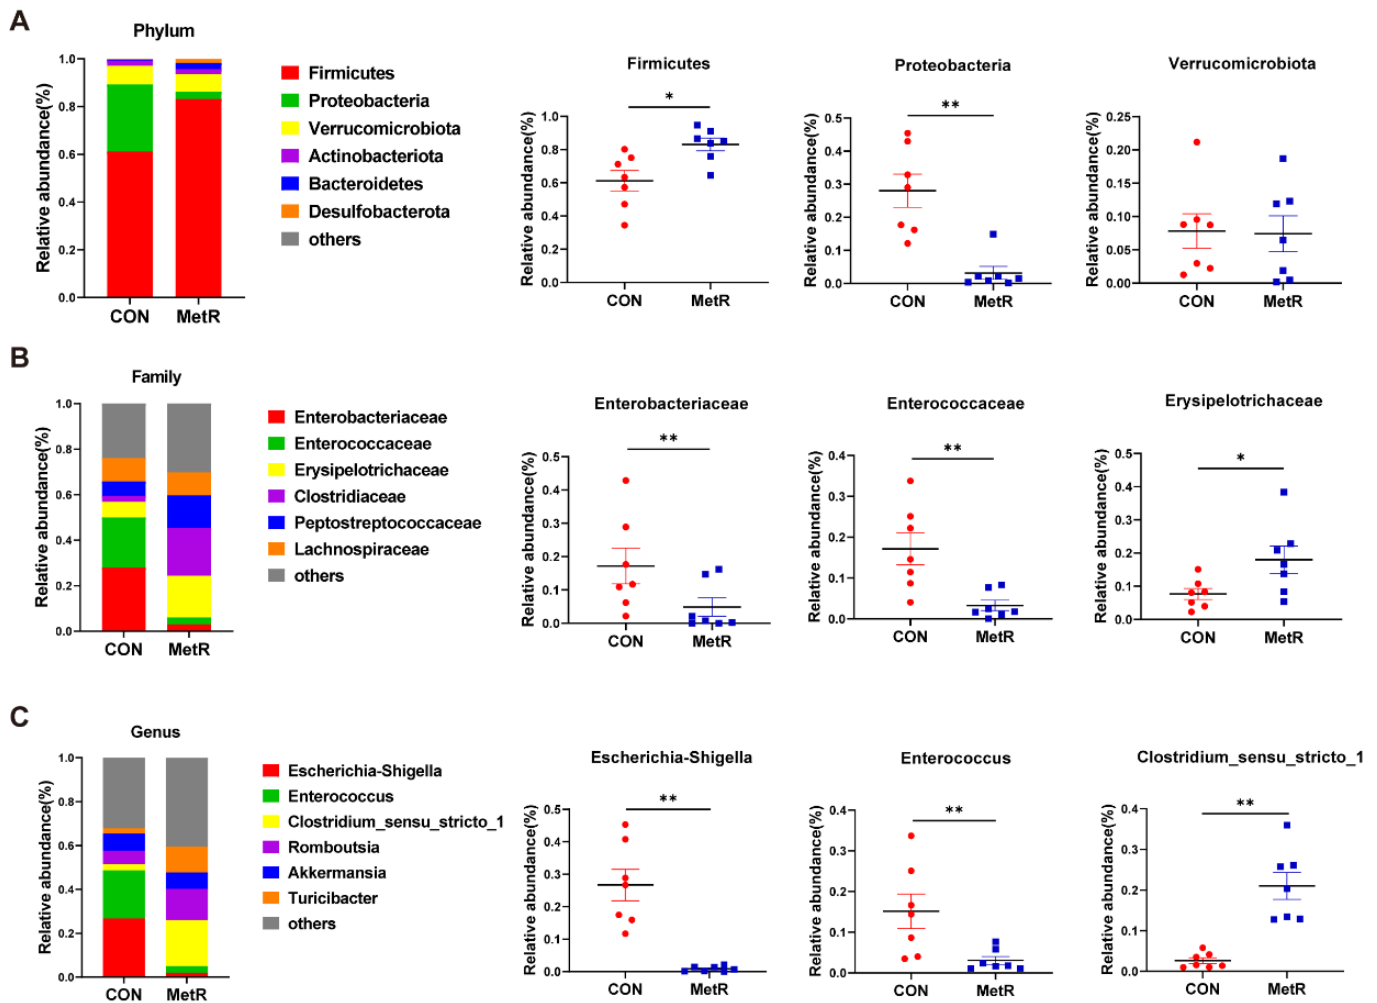 A
Phylum
Relative abundance(%)
1.0
0.8
0.6
0.4
0.2
0.0
CON
MetR
Firmicutes
Proteobacteria
Verrucomicrobiota
Actinobacteriota
Bacteroidetes
Desulfobacterota
others
Firmicutes
*
Relative abundance(%)
1.0
0.8
0.6
0.4
0.2
0.0
CON
MetR
Proteobacteria
**
Relative abundance(%)
0.5
0.4
0.3
0.2
0.1
0.0
CON
MetR
Verrucomicrobiota
Relative abundance(%)
0.25
0.20
0.15
0.10
0.05
0.00
CON
MetR
B
Family
Relative abundance(%)
1.0
0.8
0.6
0.4
0.2
0.0
CON
MetR
Enterobacteriaceae
Enterococcaceae
Erysipelotrichaceae
Clostridiaceae
Peptostreptococcaceae
Lachnospiraceae
others
Enterobacteriaceae
**
Relative abundance(%)
0.5
0.4
0.3
0.2
0.1
0.0
CON
MetR
Enterococcaceae
**
Relative abundance(%)
0.4
0.3
0.2
0.1
0.0
CON
MetR
Erysipelotrichaceae
*
Relative abundance(%)
0.5
0.4
0.3
0.2
0.1
0.0
CON
MetR
C
Genus
Relative abundance(%)
1.0
0.8
0.6
0.4
0.2
0.0
CON
MetR
Escherichia-Shigella
Enterococcus
Clostridium_sensu_stricto_1
Romboutsia
Akkermansia
Turicibacter
others
Escherichia-Shigella
**
Relative abundance(%)
0.5
0.4
0.3
0.2
0.1
0.0
CON
MetR
Enterococcus
**
Relative abundance(%)
0.4
0.3
0.2
0.1
0.0
CON
MetR
Clostridium_sensu_stricto_1
**
Relative abundance(%)
0.4
0.3
0.2
0.1
0.0
CON
MetR